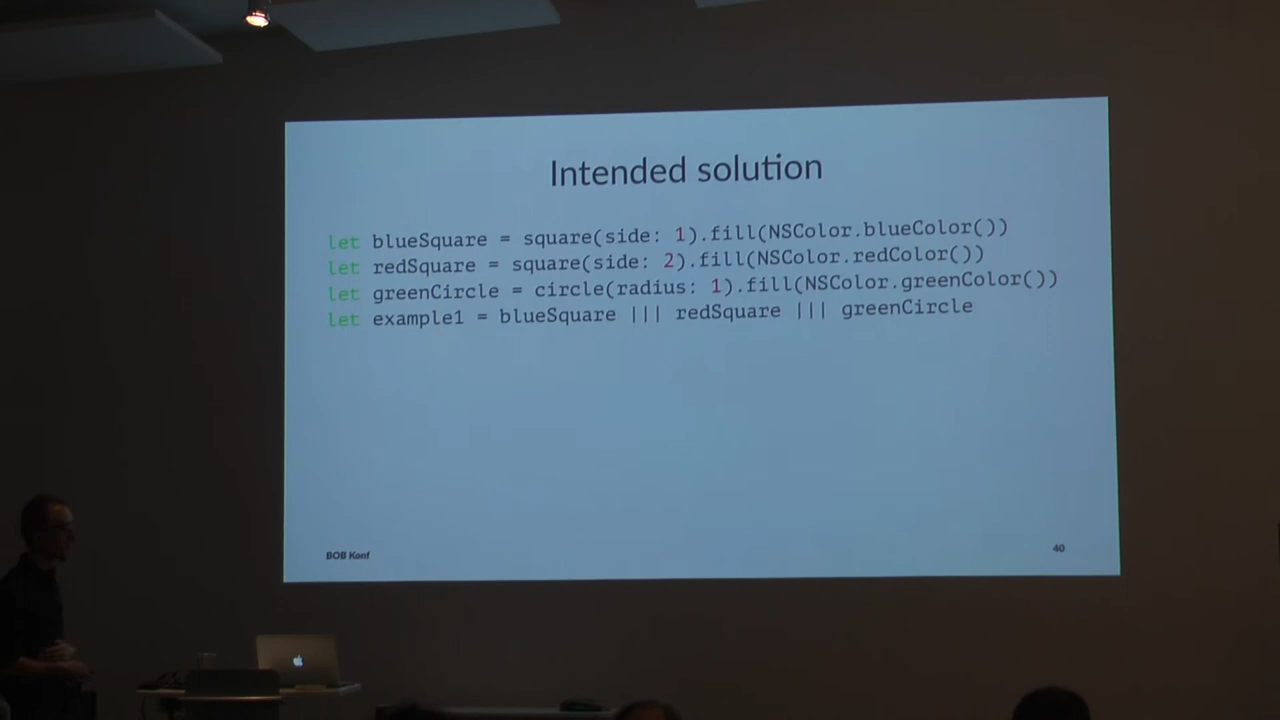 Intended solution
let blueSquare = square(side: 1).fill(NSColor.blueColor())
let redSquare = square(side: 2).fill(NSColor.redColor())
let greenCircle = circle(radius: 1).fill(NSColor.greenColor())
let example1 = blueSquare ||| redSquare ||| greenCircle
BOB Konf
40